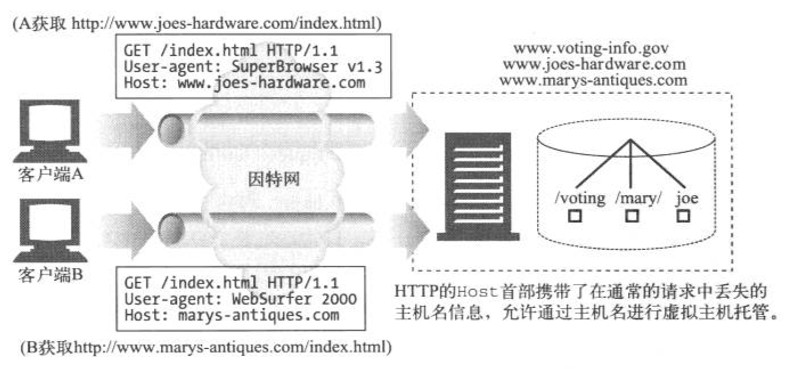 (A获取 http://www.joes-hardware.com/index.html)
GET /index.html HTTP/1.1
User-agent: SuperBrowser v1.3
Host: www.joes-hardware.com
客户端A
因特网
客户端B
GET /index.html HTTP/1.1
User-agent: WebSurfer 2000
Host: marys-antiques.com
(B获取http://www.marys-antiques.com/index.html)
www.voting-info.gov
www.joes-hardware.com
www.marys-antiques.com
/voting /mary/ joe
HTTP的Host首部携带了在通常的请求中丢失的
主机名信息，允许通过主机名进行虚拟主机托管。